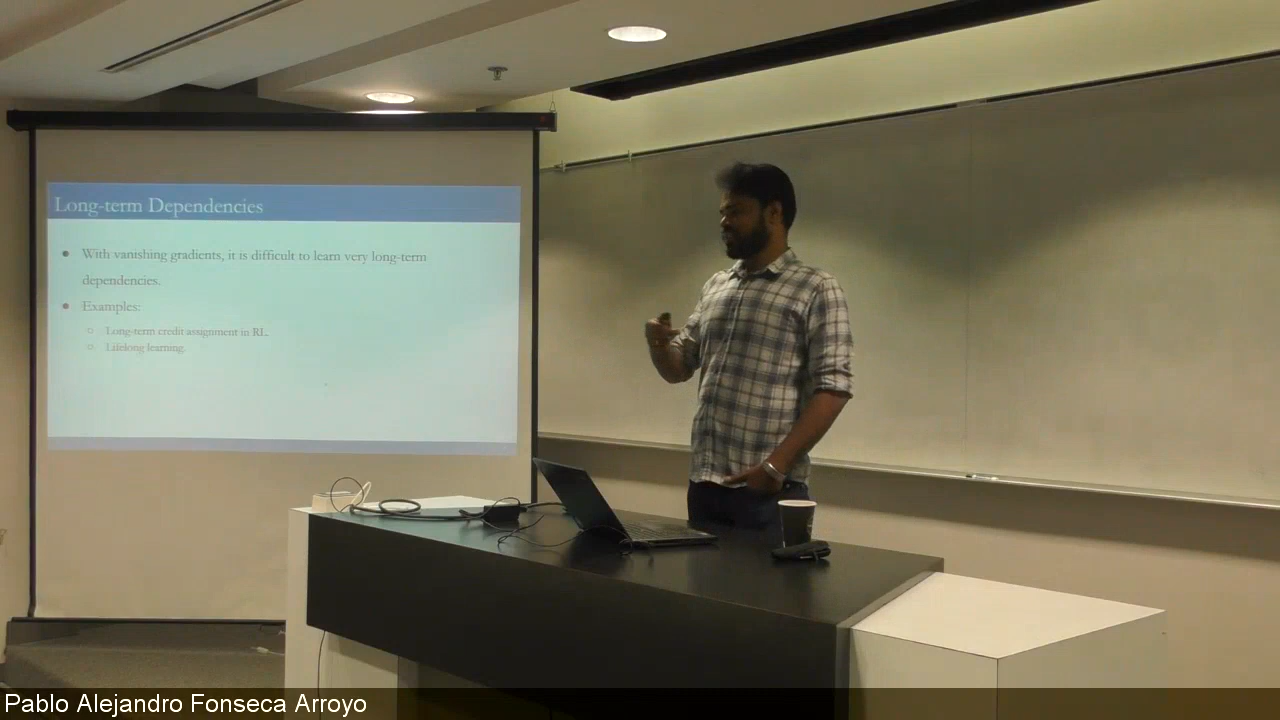 Long-term Dependencies
With vanishing gradients, it is difficult to learn very long-term
dependencies.
Examples:
Long-term credit assignment in RL.
Lifelong learning.
Pablo Alejandro Fonseca Arroyo